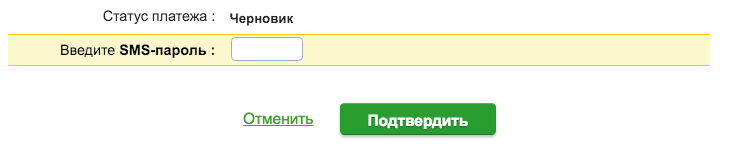 Статус платежа : Черновик
Введите SMS-пароль :
Отменить Подтвердить